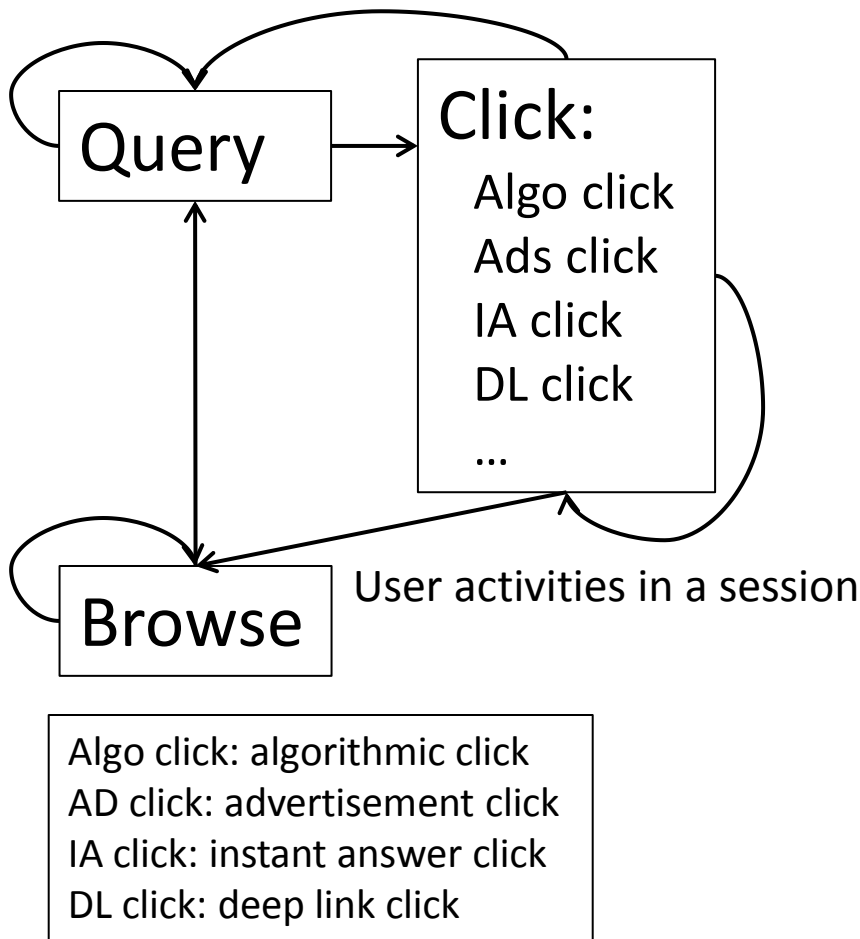 Query
Click:
Algo click
Ads click
IA click
DL click
...
Browse
User activities in a session
Algo click: algorithmic click
AD click: advertisement click
IA click: instant answer click
DL click: deep link click